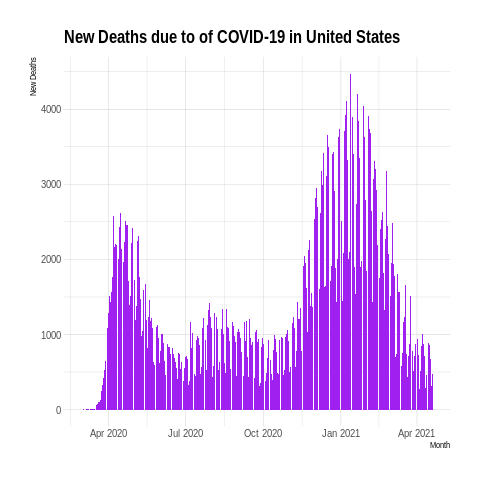 New Deaths due to of COVID-19 in United States
New Deaths
4000
3000
2000
1000
0
Apr 2020 Jul 2020 Oct 2020 Jan 2021 Apr 2021
Month